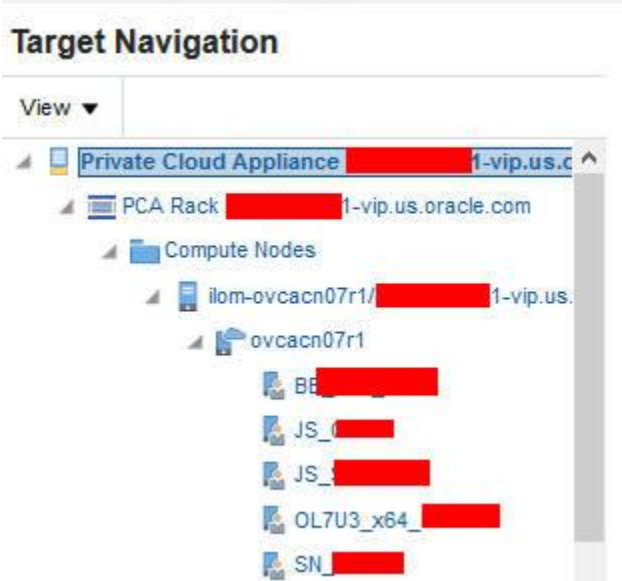 Target Navigation
View
Private Cloud Appliance 1-vip.us.c
PCA Rack 1-vip.us.oracle.com
Compute Nodes
ilom-ovcacn07r1/ 1-vip.us.
ovcacn07r1
BE_ _
JS_
JS_
OL7U3_x64_
SN_